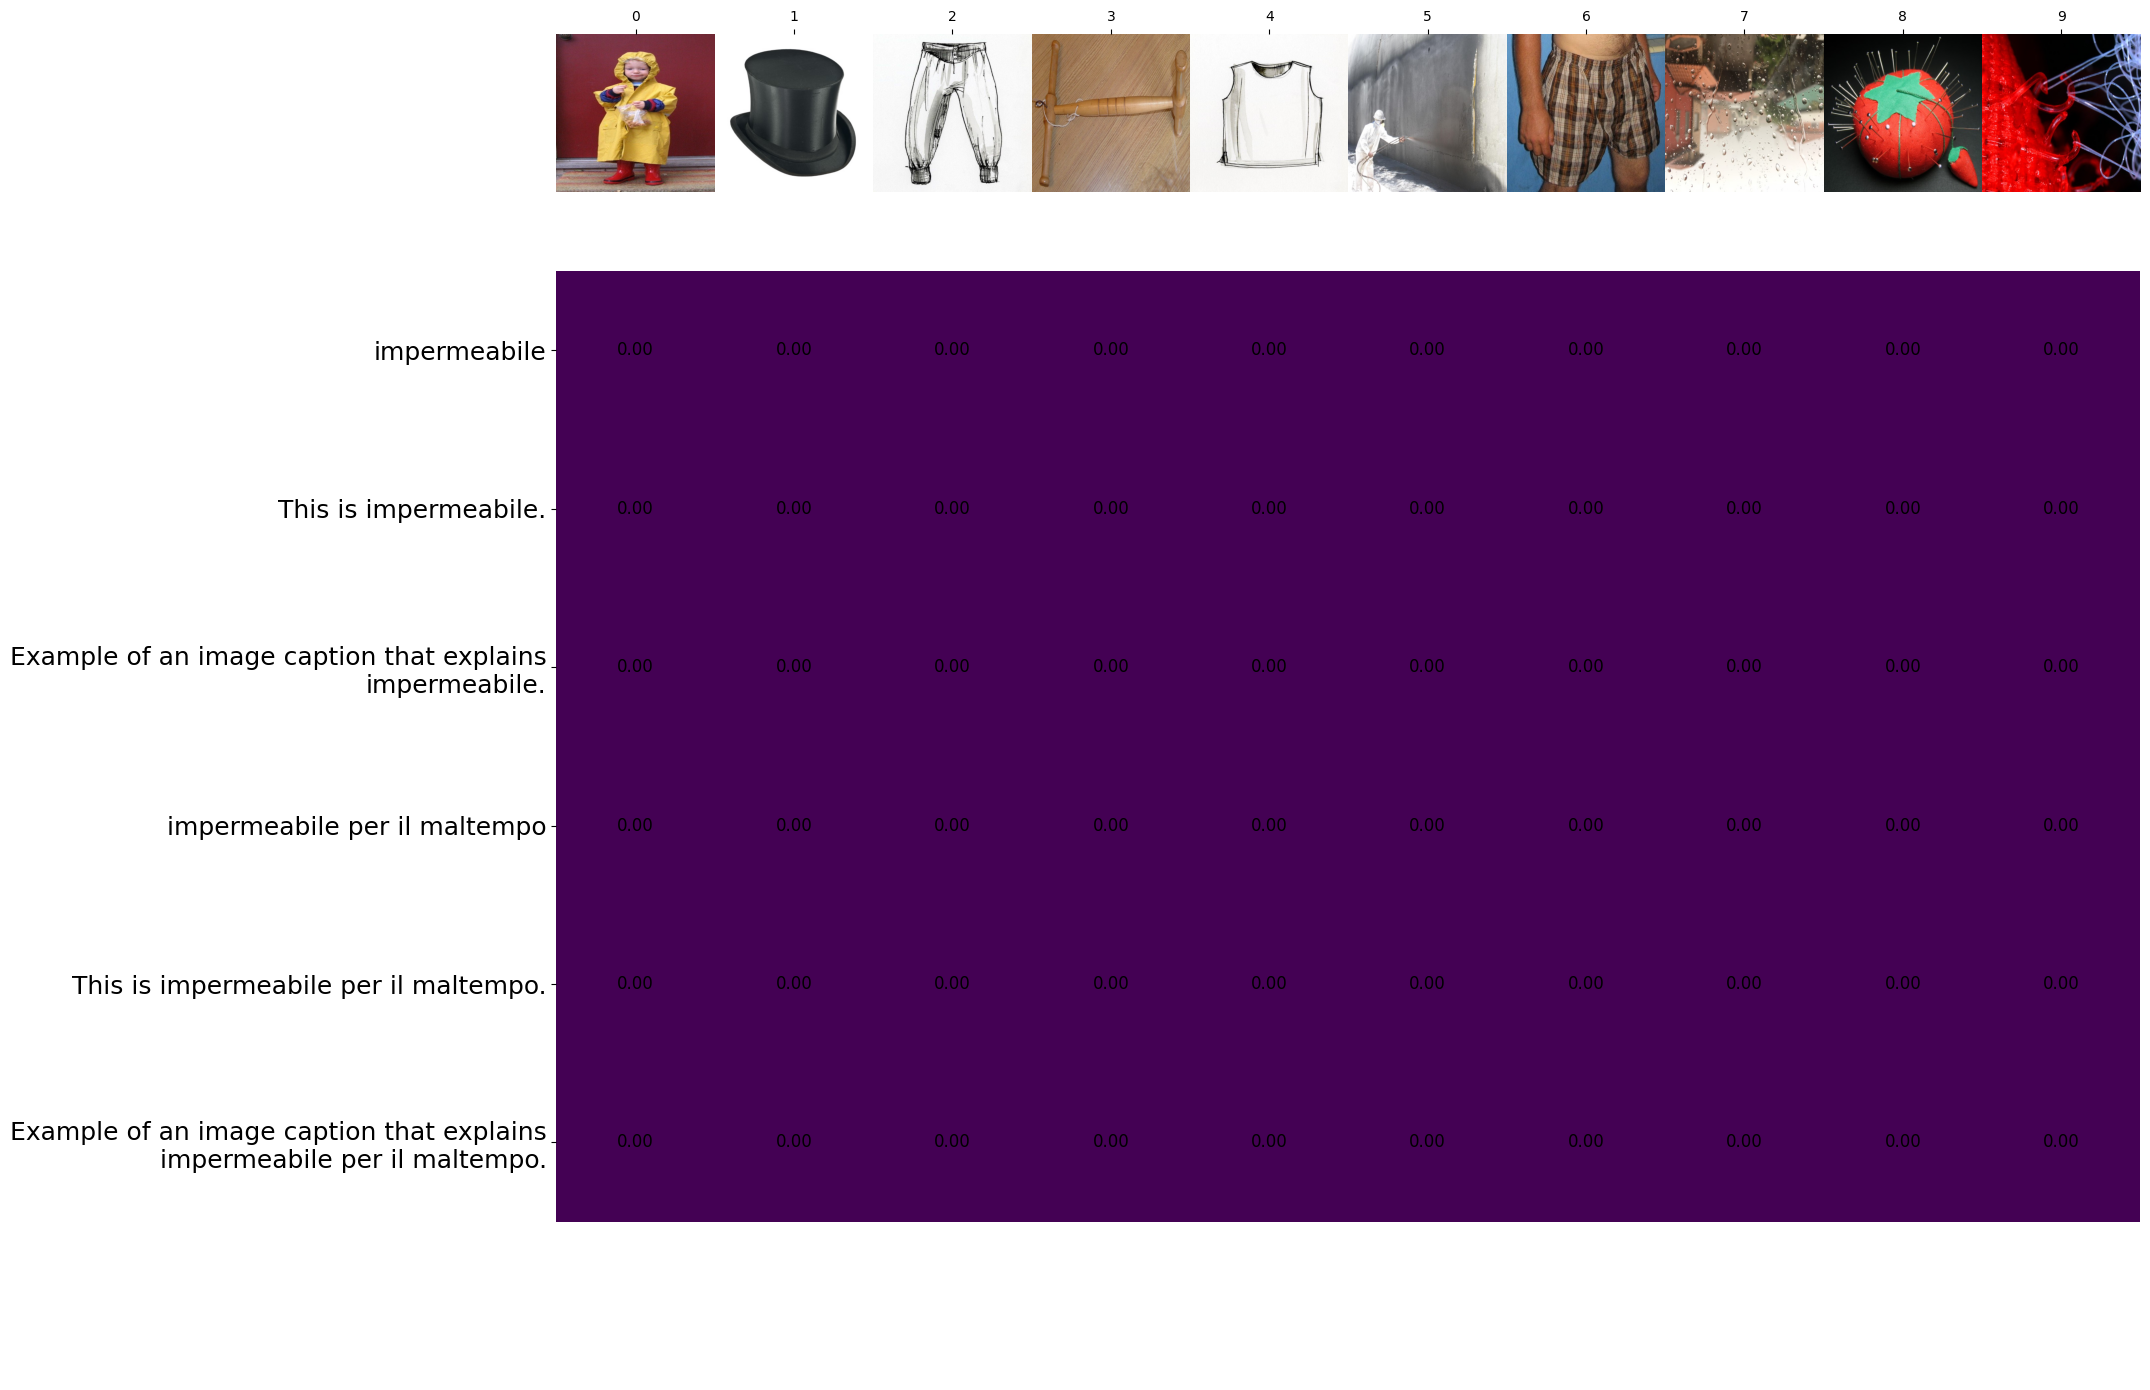 0 1 2 3 4 5 6 7 8 9
impermeabile 0.00 0.00 0.00 0.00 0.00 0.00 0.00 0.00 0.00 0.00
This is impermeabile. 0.00 0.00 0.00 0.00 0.00 0.00 0.00 0.00 0.00 0.00
Example of an image caption that explains
impermeabile. 0.00 0.00 0.00 0.00 0.00 0.00 0.00 0.00 0.00 0.00
impermeabile per il maltempo 0.00 0.00 0.00 0.00 0.00 0.00 0.00 0.00 0.00 0.00
This is impermeabile per il maltempo. 0.00 0.00 0.00 0.00 0.00 0.00 0.00 0.00 0.00 0.00
Example of an image caption that explains
impermeabile per il maltempo. 0.00 0.00 0.00 0.00 0.00 0.00 0.00 0.00 0.00 0.00